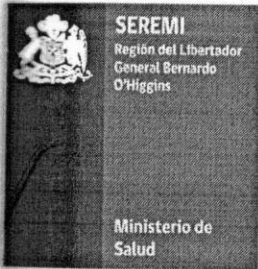 SEREMI
Región del Libertador
General Bernardo
O'Higgins
Ministerio de
Salud